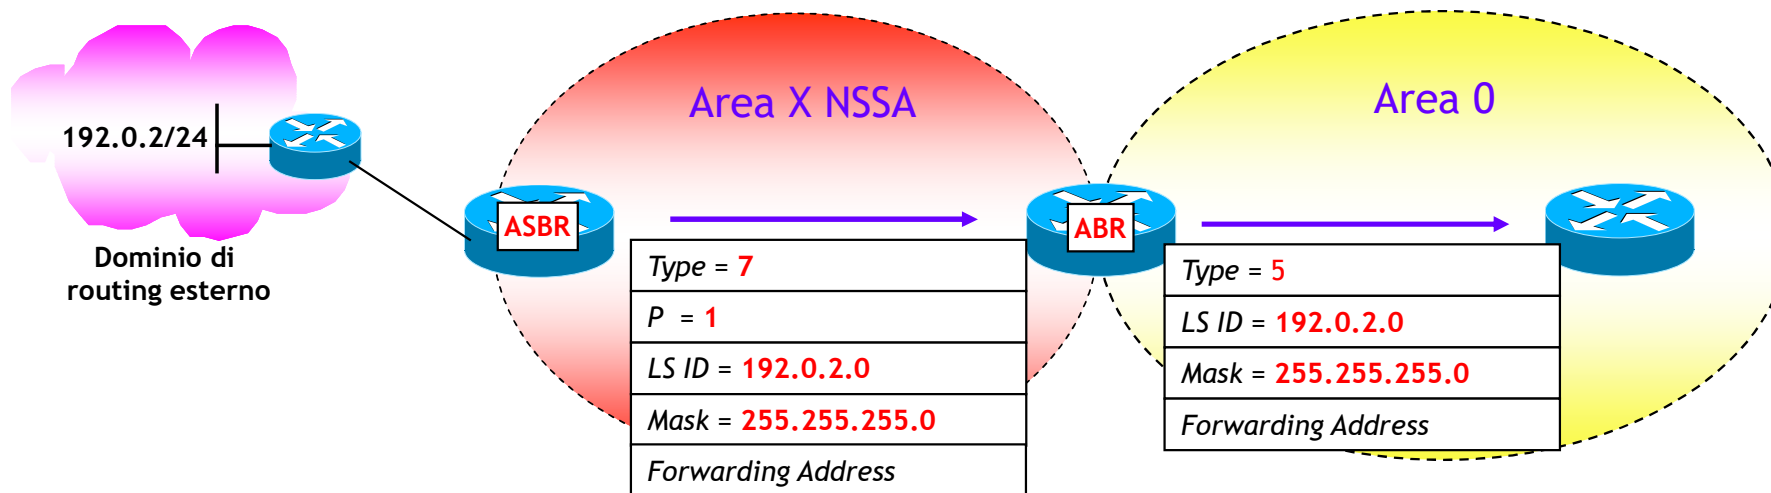 Area X NSSA
Area 0
192.0.2/24
ASBR
ABR
Dominio di
routing esterno
Type = 7
P = 1
LS ID = 192.0.2.0
Mask = 255.255.255.0
Forwarding Address
Type = 5
LS ID = 192.0.2.0
Mask = 255.255.255.0
Forwarding Address